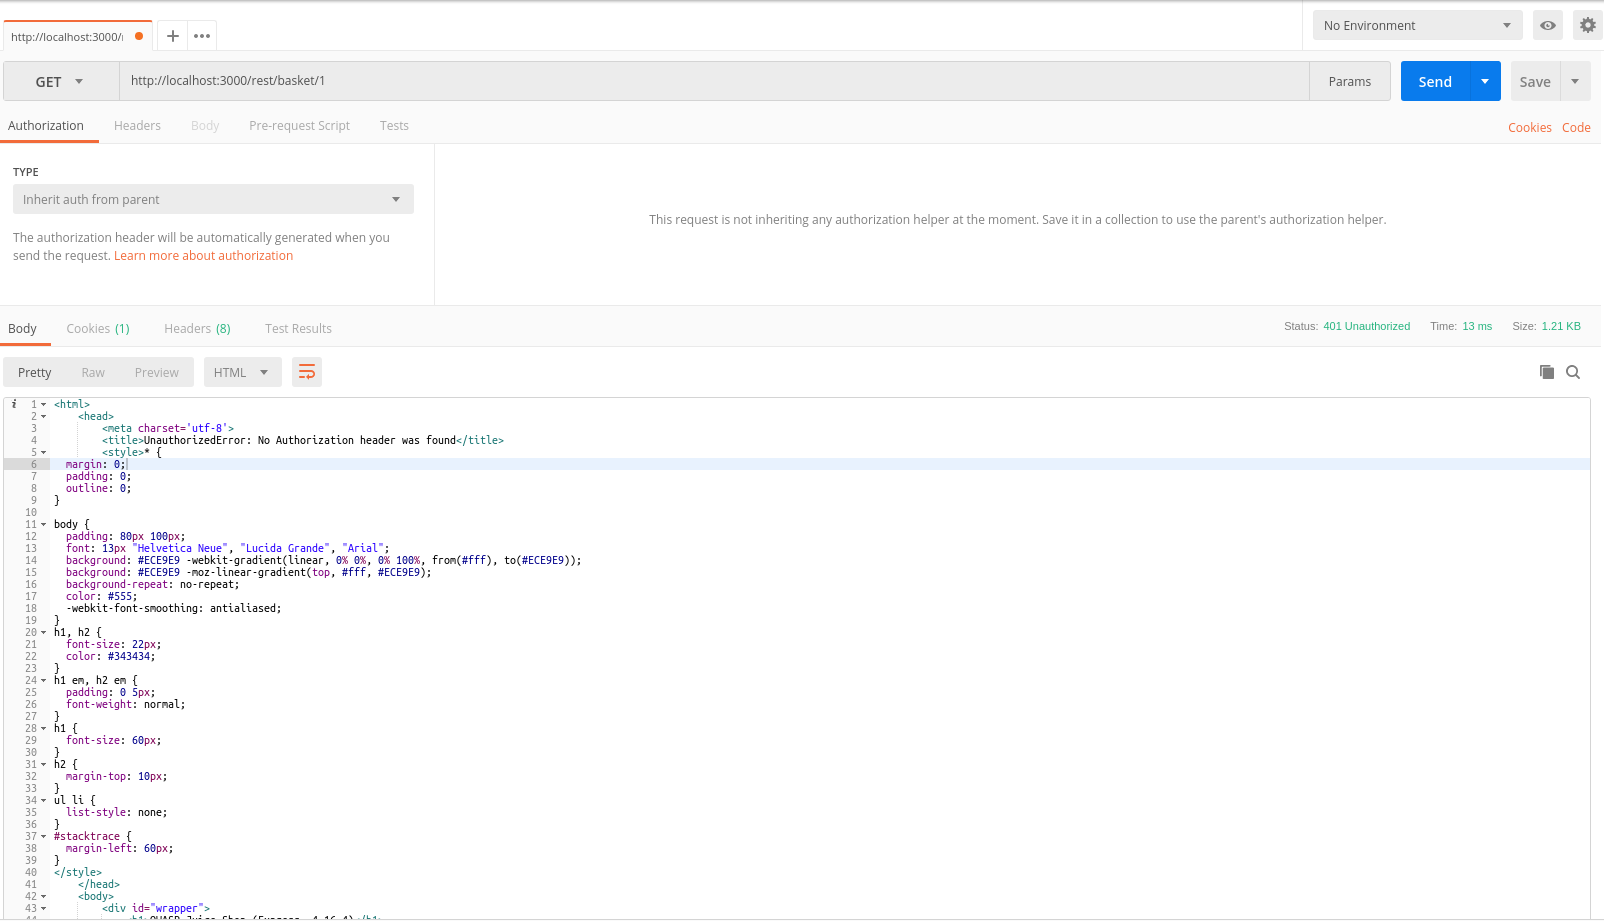 http://localhost:3000/
No Environment
GET
http://localhost:3000/rest/basket/1
Params
Send
Save
Authorization Headers Body Pre-request Script Tests
Cookies Code
TYPE
Inherit auth from parent
The authorization header will be automatically generated when you
send the request. Learn more about authorization
This request is not inheriting any authorization helper at the moment. Save it in a collection to use the parent's authorization helper.
Body Cookies (1) Headers (8) Test Results
Status: 401 Unauthorized Time: 13 ms Size: 1.21 KB
Pretty Raw Preview HTML
i 1 <html>
2 <head>
3 <meta charset='utf-8'>
4 <title>UnauthorizedError: No Authorization header was found</title>
5 <style>* {
6 margin: 0;
7 padding: 0;
8 outline: 0;
9 }
10
11 body {
12 padding: 80px 100px;
13 font: 13px "Helvetica Neue", "Lucida Grande", "Arial";
14 background: #ECE9E9 -webkit-gradient(linear, 0% 0%, 0% 100%, from(#fff), to(#ECE9E9));
15 background: #ECE9E9 -moz-linear-gradient(top, #fff, #ECE9E9);
16 background-repeat: no-repeat;
17 color: #555;
18 -webkit-font-smoothing: antialiased;
19 }
20 h1, h2 {
21 font-size: 22px;
22 color: #343434;
23 }
24 h1 em, h2 em {
25 padding: 0 5px;
26 font-weight: normal;
27 }
28 h1 {
29 font-size: 60px;
30 }
31 h2 {
32 margin-top: 10px;
33 }
34 ul li {
35 list-style: none;
36 }
37 #stacktrace {
38 margin-left: 60px;
39 }
40 </style>
41 </head>
42 <body>
43 <div id="wrapper">
44 <h1>OWASP Juice Shop (Express ^4.16.4)</h1>